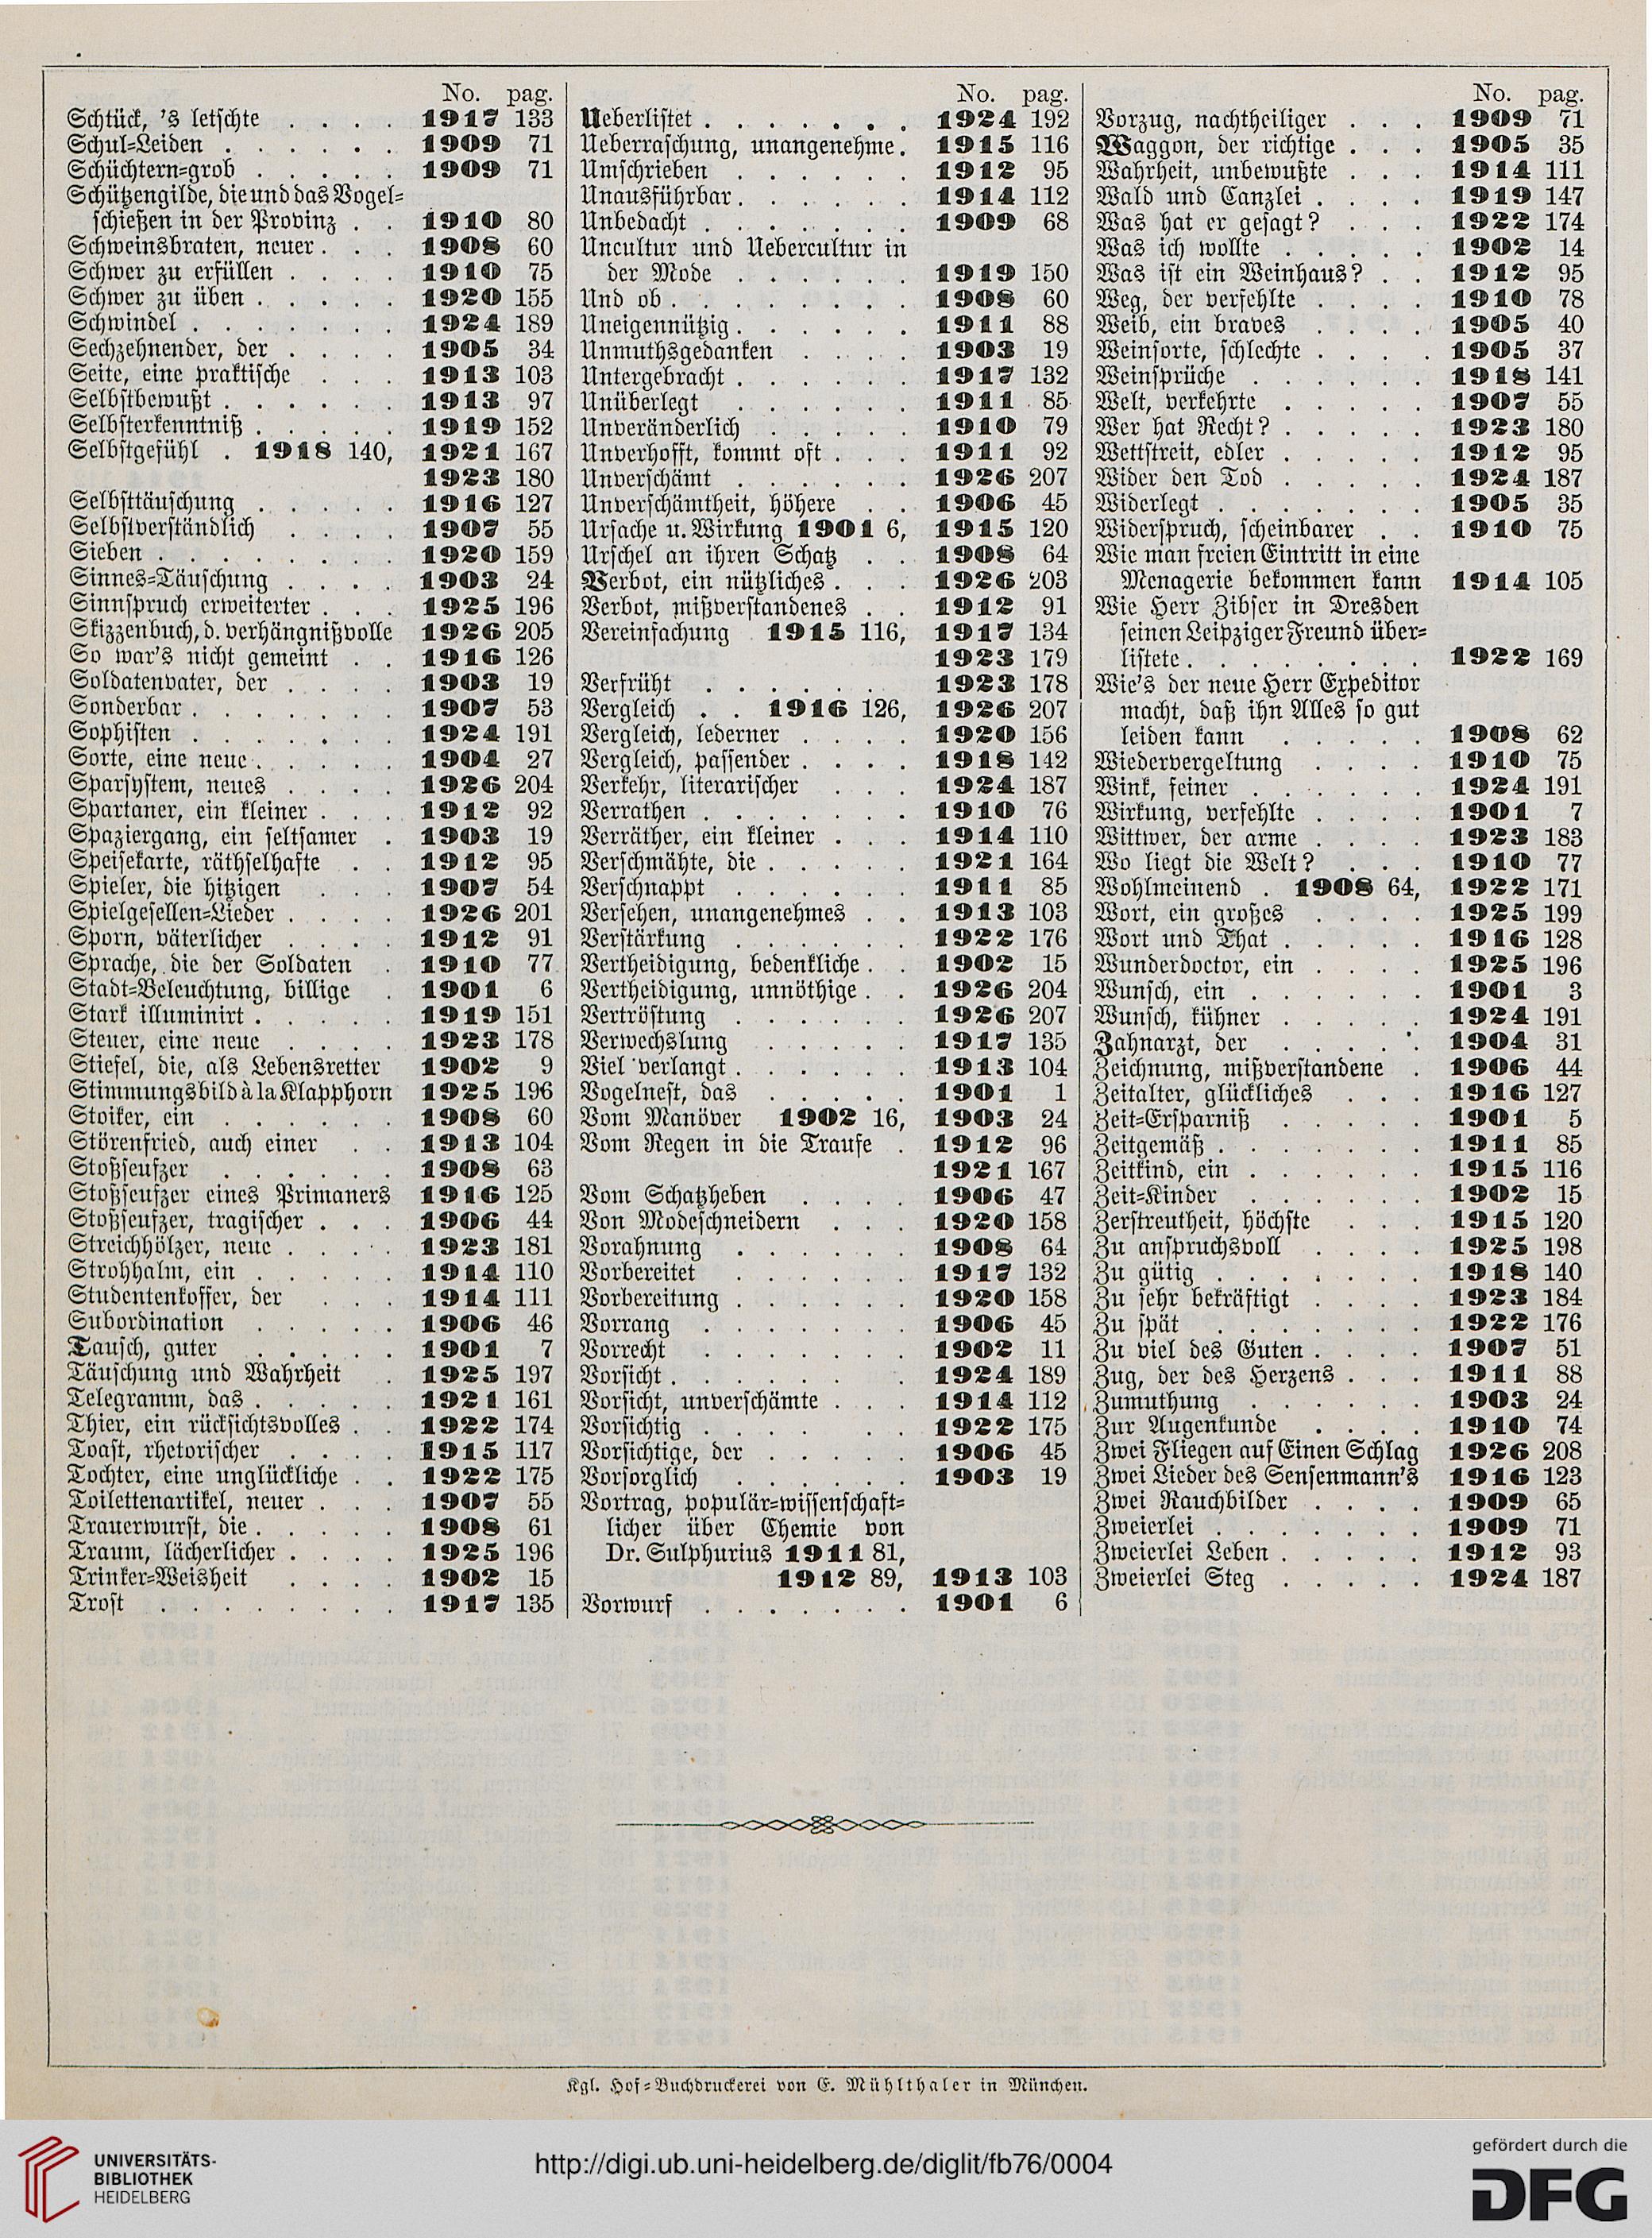 No. pag.
Schtück, 's letschte . . . . 1917 133
Schul=Leiden . . . . . . 1909 71
Schüchtern=grob . . . . . 1909 71
Schützengilde, die und das Vogel=
schießen in der Provinz . . 1910 80
Schweinsbraten, neuer . . . 1908 60
Schwer zu erfüllen . . . . 1910 75
Schwer zu üben . . . . . 1920 155
Schwindel . . . . . . . 1924 189
Sechzehnender, der . . . . 1905 34
Seite, eine praktische . . . 1913 103
Selbstbewußt . . . . . . 1913 97
Selbsterkenntniß . . . . . 1919 152
Selbstgefühl . 1918 140, 1921 167
1923 180
Selbsttäuschung . . . . . 1916 127
Selbstverständlich . . . . 1907 55
Sieben . . . . . . . . 1920 159
Sinnes=Täuschung . . . . 1903 24
Sinnspruch erweiterter . . . 1925 196
Skizzenbuch, d. verhängnißvolle 1926 205
So war's nicht gemeint . . 1916 126
Soldatenvater, der . . . . 1903 19
Sonderbar . . . . . . . 1907 53
Sophisten . . . . . . . 1924 191
Sorte, eine neue . . . . . 1904 27
Sparsystem, neues . . . . 1926 204
Spartaner, ein kleiner . . . 1912 92
Spaziergang, ein seltsamer . 1903 19
Speisekarte, räthselhafte . . 1912 95
Spieler, die hitzigen . . . 1907 54
Spielgesellen=Lieder . . . . 1926 201
Sporn, väterlicher . . . . 1912 91
Sprache, die der Soldaten . 1910 77
Stadt=Beleuchtung, billige . 1901 6
Stark illuminirt . . . . . 1919 151
Steuer, eine neue . . . . 1923 178
Stiefel, die, als Lebensretter 1902 9
Stimmungsbild à la Klapphorn 1925 196
Stoiker, ein . . . . . . 1908 60
Störenfried, auch einer . . 1913 104
Stoßseufzer . . . . . . 1908 63
Stoßseufzer eines Primaners 1916 125
Stoßseufzer, tragischer . . . 1906 44
Streichhölzer, neue . . . . 1923 181
Strohhalm, ein . . . . . 1914 110
Studentenkoffer, der . . . 1914 111
Subordination . . . . . 1906 46
Tausch, guter . . . . . 1901 7
Täuschung und Wahrheit . . 1925 197
Telegramm, das . . . . . 1921 161
Thier, ein rücksichtsvolles . . 1922 174
Toast, rhetorischer . . . . 1915 117
Tochter, eine unglückliche . . 1922 175
Toilettenartikel, neuer . . . 1907 55
Trauerwurst, die . . . . . 1908 61
Traum, lächerlicher . . . . 1925 196
Trinker=Weisheit . . . . 1902 15
Trost . . . . . . . . 1917 135
No. pag.
Ueberlistet . . . . . . . 1924 192
Ueberraschung, unangenehme . 1915 116
Umschrieben . . . . . . 1912 95
Unausführbar . . . . . . 1914 112
Unbedacht . . . . . . . 1909 68
Uncultur und Uebercultur in
der Mode . . . . . . 1919 150
Und ob . . . . . . . . 1908 60
Uneigennützig . . . . . . 1911 88
Unmuthsgedanken . . . . 1903 19
Untergebracht . . . . . . 1917 132
Unüberlegt . . . . . . 1911 85
Unveränderlich . . . . . 1910 79
Unverhofft, kommt oft . . . 1911 92
Unverschämt . . . . . . 1926 207
Unverschämtheit, höhere . . 1906 45
Ursache u. Wirkung 1901 6, 1915 120
Urschel an ihren Schatz . . 1908 64
Verbot, ein nützliches . . . 1926 203
Verbot, mißverstandenes . . 1912 91
Vereinfachung 1915 116, 1917 134
1923 179
Verfrüht . . . . . . . 1923 178
Vergleich . . 1916 126, 1926 207
Vergleich, lederner . . . . 1920 156
Vergleich, passender . . . . 1918 142
Verkehr, literarischer . . . 1924 187
Verrathen . . . . . . . 1910 76
Verräther, ein kleiner . . . 1914 110
Verschmähte, die . . . . . 1921 164
Verschnappt . . . . . . 1911 85
Versehen, unangenehmes . . 1913 103
Verstärkung . . . . . . 1922 176
Vertheidigung, bedenkliche . . 1902 15
Vertheidigung, unnöthige . . 1926 204
Vertröstung . . . . . . 1926 207
Verwechslung . . . . . . 1917 135
Viel verlangt . . . . . . 1913 104
Vogelnest, das . . . . . 1901 1
Vom Manöver 1902 16, 1903 24
Vom Regen in die Traufe . 1912 96
1921 167
Vom Schatzheben . . . . 1906 47
Von Modeschneidern . . . 1920 158
Vorahnung . . . . . . 1908 64
Vorbereitet . . . . . . 1917 132
Vorbereitung . . . . . . 1920 158
Vorrang . . . . . . . 1906 45
Vorrecht . . . . . . . 1902 11
Vorsicht . . . . . . . . 1924 189
Vorsicht, unverschämte . . . 1914 112
Vorsichtig . . . . . . . 1922 175
Vorsichtige, der . . . . . 1906 45
Vorsorglich . . . . . . 1903 19
Vortrag, populär=wissenschaft=
licher über Chemie von
Dr. Sulphurius 1911 81,
1912 89, 1913 103
Vorwurf . . . . . . . 1901 6
No. pag.
Vorzug, nachtheiliger . . . 1909 71
Waggon, der richtige . . . 1905 35
Wahrheit, unbewußte . . . 1914 111
Wald und Canzlei . . . . 1919 147
Was hat er gesagt? . . . 1922 174
Was ich wollte . . . . . 1902 14
Was ist ein Weinhaus? . . 1912 95
Weg, der verfehlte . . . . 1910 78
Weib, ein braves . . . . 1905 40
Weinsorte, schlechte . . . . 1905 37
Weinsprüche . . . . . . 1918 141
Welt, verkehrte . . . . . 1907 55
Wer hat Recht? . . . . . 1923 180
Wettstreit, edler . . . . . 1912 95
Wider den Tod . . . . . 1924 187
Widerlegt . . . . . . . 1905 35
Widerspruch, scheinbarer . . 1910 75
Wie man freien Eintritt in eine
Menagerie bekommen kann 1914 105
Wie Herr Zibser in Dresden
seinen Leipziger Freund über=
listete . . . . . . . . 1922 169
Wie's der neue Herr Expeditor
macht, daß ihn Alles so gut
leiden kann . . . . . 1908 62
Wiedervergeltung . . . . 1910 75
Wink, feiner . . . . . . 1924 191
Wirkung, verfehlte . . . . 1901 7
Wittwer, der arme . . . . 1923 183
Wo liegt die Welt? . . . 1910 77
Wohlmeinend . 1908 64, 1922 171
Wort, ein großes . . . . 1925 199
Wort und That . . . . . 1916 128
Wunderdoctor, ein . . . . 1925 196
Wunsch, ein . . . . . . 1901 3
Wunsch, kühner . . . . . 1924 191
Zahnarzt, der . . . . . 1904 31
Zeichnung, mißverstandene . 1906 44
Zeitalter, glückliches . . . 1916 127
Zeit=Ersparniß . . . . . 1901 5
Zeitgemäß . . . . . . . 1911 85
Zeitkind, ein . . . . . . 1915 116
Zeit=Kinder . . . . . . 1902 15
Zerstreutheit, höchste . . . 1915 120
Zu anspruchsvoll . . . . 1925 198
Zu gütig . . . . . . . 1918 140
Zu sehr bekräftigt . . . . 1923 184
Zu spät . . . . . . . 1922 176
Zu viel des Guten . . . . 1907 51
Zug, der des Herzens . . . 1911 88
Zumuthung . . . . . . 1903 24
Zur Augenkunde . . . . 1910 74
Zwei Fliegen auf Einen Schlag 1926 208
Zwei Lieder des Sensenmann's 1916 123
Zwei Rauchbilder . . . . 1909 65
Zweierlei . . . . . . . 1909 71
Zweierlei Leben . . . . . 1912 93
Zweierlei Steg . . . . . 1924 187
Kgl. Hof=Buchdruckerei von E. Mühlthaler in München.
UNIVERSITÄTS-
BIBLIOTHEK
HEIDELBERG
http://digi.ub.uni-heidelberg.de/diglit/fb76/0004
gefördert durch die
DFG